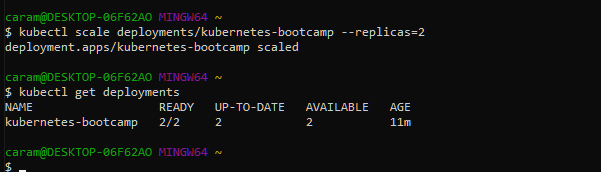 caram@DESKTOP-06F62AO MINGW64 ~
$ kubectl scale deployments/kubernetes-bootcamp --replicas=2
deployment.apps/kubernetes-bootcamp scaled
caram@DESKTOP-06F62AO MINGW64 ~
$ kubectl get deployments
NAME READY UP-TO-DATE AVAILABLE AGE
kubernetes-bootcamp 2/2 2 2 11m
caram@DESKTOP-06F62AO MINGW64 ~
$